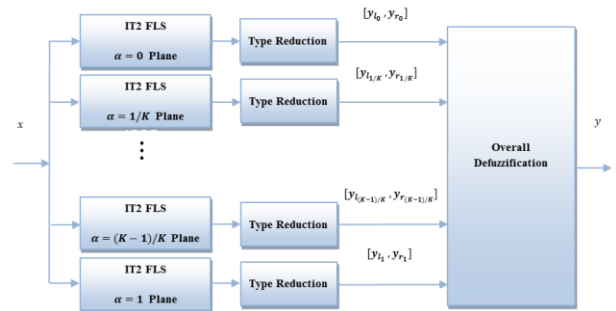 x
IT2 FLS
α = 0 Plane
Type Reduction
[y_{l_0}, y_{r_0}]
IT2 FLS
α = 1/K Plane
Type Reduction
[y_{l_{1/K}}, y_{r_{1/K}}]
⋮
IT2 FLS
α = (K − 1)/K Plane
Type Reduction
[y_{l_{(K−1)/K}}, y_{r_{(K−1)/K}}]
IT2 FLS
α = 1 Plane
Type Reduction
[y_{l_1}, y_{r_1}]
Overall
Defuzzification
y